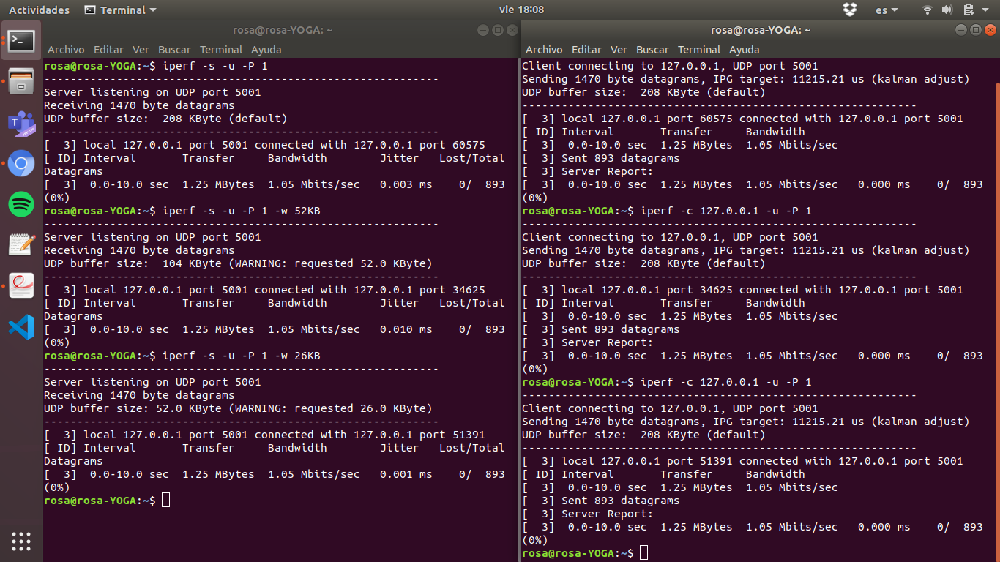 Actividades
Terminal
vie 18:08
es
rosa@rosa-YOGA: ~
Archivo Editar Ver Buscar Terminal Ayuda
rosa@rosa-YOGA:~$ iperf -s -u -P 1
------------------------------------------------------------
Server listening on UDP port 5001
Receiving 1470 byte datagrams
UDP buffer size:  208 KByte (default)
------------------------------------------------------------
[  3] local 127.0.0.1 port 5001 connected with 127.0.0.1 port 60575
[ ID] Interval       Transfer     Bandwidth        Jitter   Lost/Total
Datagrams
[  3]  0.0-10.0 sec  1.25 MBytes  1.05 Mbits/sec   0.003 ms    0/  893
(0%)
rosa@rosa-YOGA:~$ iperf -s -u -P 1 -w 52KB
------------------------------------------------------------
Server listening on UDP port 5001
Receiving 1470 byte datagrams
UDP buffer size:  104 KByte (WARNING: requested 52.0 KByte)
------------------------------------------------------------
[  3] local 127.0.0.1 port 5001 connected with 127.0.0.1 port 34625
[ ID] Interval       Transfer     Bandwidth        Jitter   Lost/Total
Datagrams
[  3]  0.0-10.0 sec  1.25 MBytes  1.05 Mbits/sec   0.010 ms    0/  893
(0%)
rosa@rosa-YOGA:~$ iperf -s -u -P 1 -w 26KB
------------------------------------------------------------
Server listening on UDP port 5001
Receiving 1470 byte datagrams
UDP buffer size: 52.0 KByte (WARNING: requested 26.0 KByte)
------------------------------------------------------------
[  3] local 127.0.0.1 port 5001 connected with 127.0.0.1 port 51391
[ ID] Interval       Transfer     Bandwidth        Jitter   Lost/Total
Datagrams
[  3]  0.0-10.0 sec  1.25 MBytes  1.05 Mbits/sec   0.001 ms    0/  893
(0%)
rosa@rosa-YOGA:~$
rosa@rosa-YOGA: ~
Archivo Editar Ver Buscar Terminal Ayuda
Client connecting to 127.0.0.1, UDP port 5001
Sending 1470 byte datagrams, IPG target: 11215.21 us (kalman adjust)
UDP buffer size:  208 KByte (default)
------------------------------------------------------------
[  3] local 127.0.0.1 port 60575 connected with 127.0.0.1 port 5001
[ ID] Interval       Transfer     Bandwidth
[  3]  0.0-10.0 sec  1.25 MBytes  1.05 Mbits/sec
[  3] Sent 893 datagrams
[  3] Server Report:
[  3]  0.0-10.0 sec  1.25 MBytes  1.05 Mbits/sec   0.000 ms    0/  893
(0%)
rosa@rosa-YOGA:~$ iperf -c 127.0.0.1 -u -P 1
------------------------------------------------------------
Client connecting to 127.0.0.1, UDP port 5001
Sending 1470 byte datagrams, IPG target: 11215.21 us (kalman adjust)
UDP buffer size:  208 KByte (default)
------------------------------------------------------------
[  3] local 127.0.0.1 port 34625 connected with 127.0.0.1 port 5001
[ ID] Interval       Transfer     Bandwidth
[  3]  0.0-10.0 sec  1.25 MBytes  1.05 Mbits/sec
[  3] Sent 893 datagrams
[  3] Server Report:
[  3]  0.0-10.0 sec  1.25 MBytes  1.05 Mbits/sec   0.000 ms    0/  893
(0%)
rosa@rosa-YOGA:~$ iperf -c 127.0.0.1 -u -P 1
------------------------------------------------------------
Client connecting to 127.0.0.1, UDP port 5001
Sending 1470 byte datagrams, IPG target: 11215.21 us (kalman adjust)
UDP buffer size:  208 KByte (default)
------------------------------------------------------------
[  3] local 127.0.0.1 port 51391 connected with 127.0.0.1 port 5001
[ ID] Interval       Transfer     Bandwidth
[  3]  0.0-10.0 sec  1.25 MBytes  1.05 Mbits/sec
[  3] Sent 893 datagrams
[  3] Server Report:
[  3]  0.0-10.0 sec  1.25 MBytes  1.05 Mbits/sec   0.000 ms    0/  893
(0%)
rosa@rosa-YOGA:~$